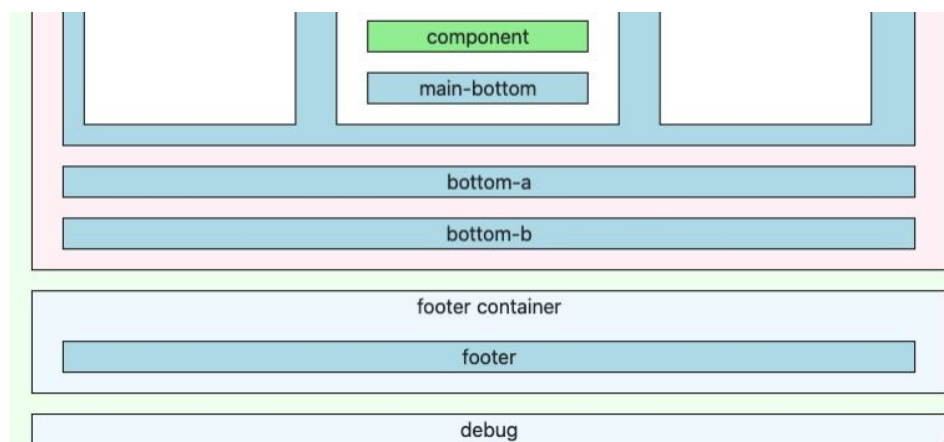 component
main-bottom
bottom-a
bottom-b
footer container
footer
debug